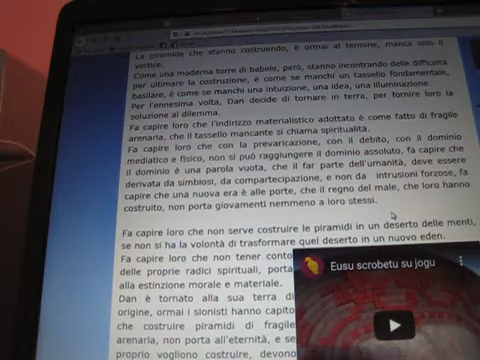 La piramide che stanno costruendo, è ormai al termine, manca solo il
vertice.
Come una moderna torre di babele, però, stanno incontrando delle difficoltà
per ultimare la costruzione, è come se manchi un tassello fondamentale,
basilare, è come se manchi una intuizione, una idea, una illuminazione.
Per l'ennesima volta, Dan decide di tornare in terra, per fornire loro la
soluzione al dilemma.
Fa capire loro che l'indirizzo materialistico adottato è come fatto di fragile
arenaria, che il tassello mancante si chiama spiritualità.
Fa capire loro che con la prevaricazione, con il debito, con il dominio
mediatico e fisico, non si può raggiungere il dominio assoluto, fa capire che
il dominio è una parola vuota, che il far parte dell'umanità, deve essere
derivata da simbiosi, da compartecipazione, e non da intrusioni forzose, fa
capire che una nuova era è alle porte, che il regno del male, che loro hanno
costruito, non porta giovamenti nemmeno a loro stessi.
Fa capire loro che non serve costruire le piramidi in un deserto delle menti,
se non si ha la volontà di trasformare quel deserto in un nuovo eden.
Fa capire loro che non tener conto
delle proprie radici spirituali, porta
alla estinzione morale e materiale.
Dan è tornato alla sua terra di
origine, ormai i sionisti hanno capito
che costruire piramidi di fragile
arenaria, non porta all'eternità, e se
proprio vogliono costruire, devono
Eusu scrobetu su jogu